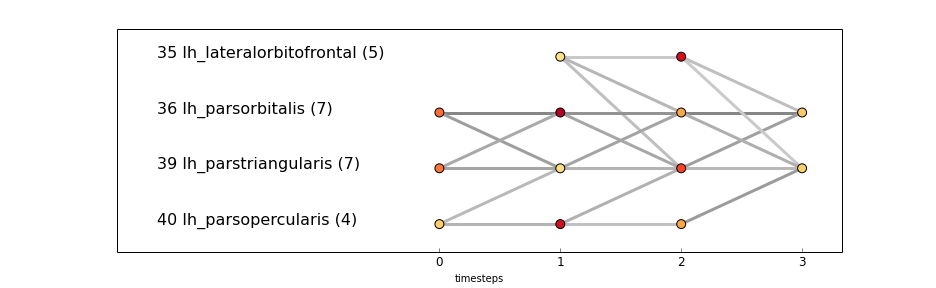 35 lh_lateralorbitofrontal (5)
36 lh_parsorbitalis (7)
39 lh_parstriangularis (7)
40 lh_parsopercularis (4)
0 1 2 3
timesteps